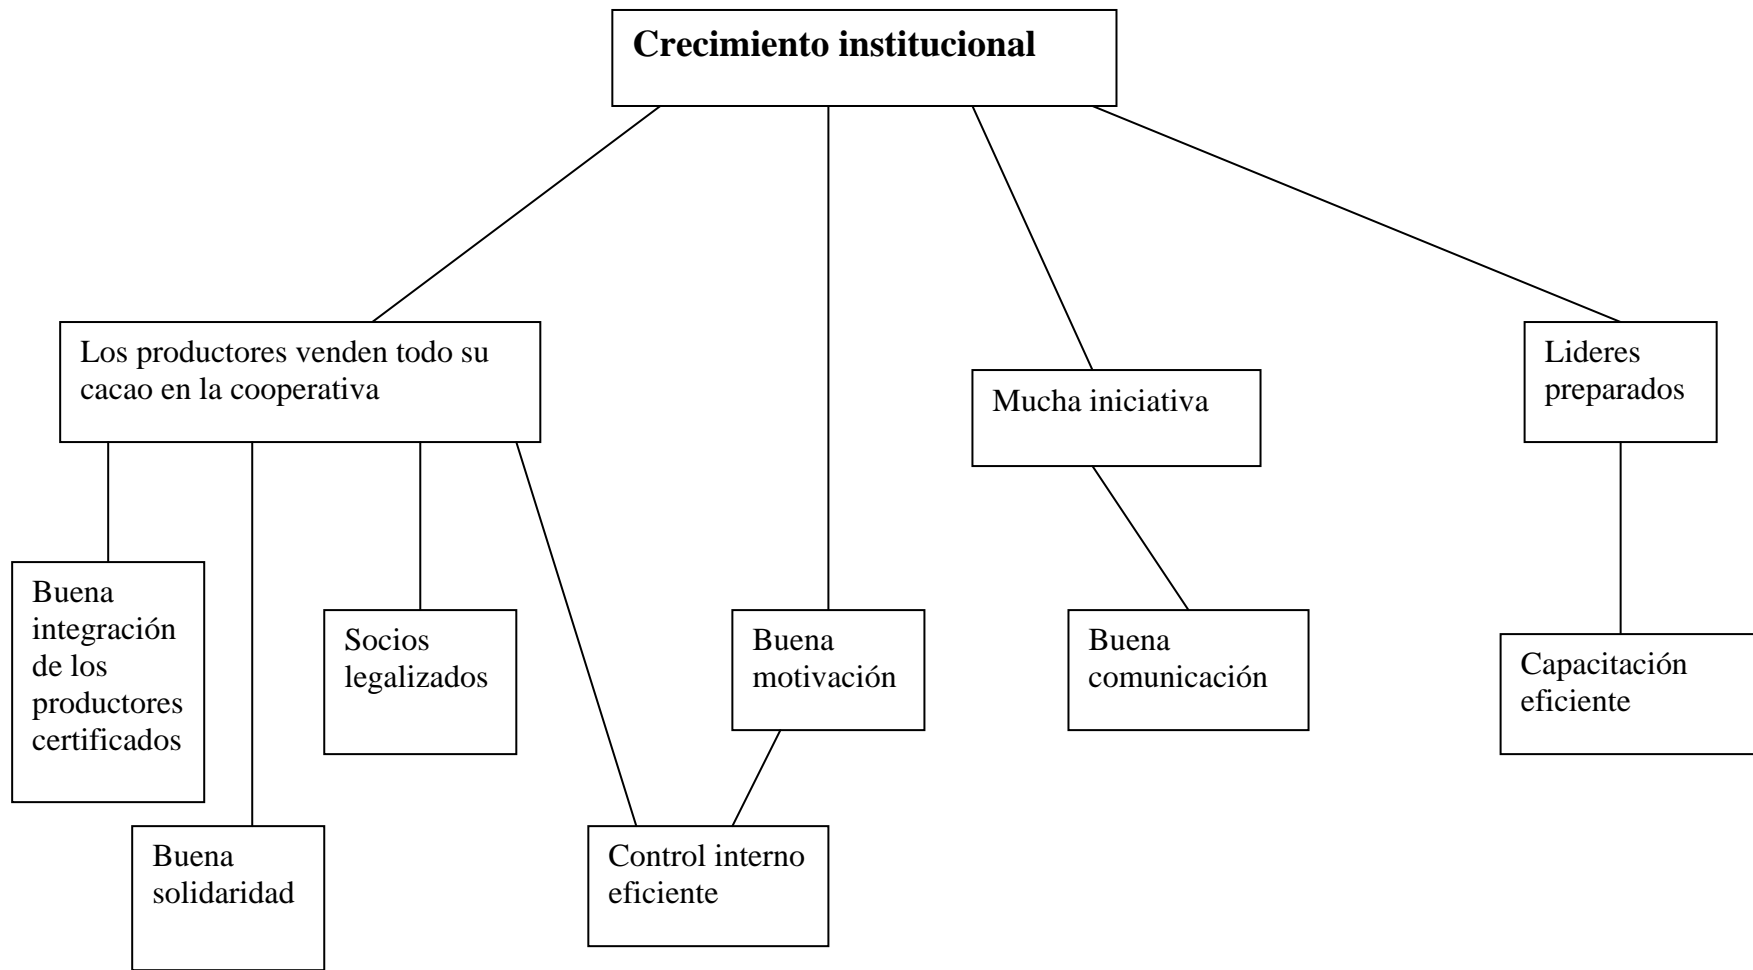 Crecimiento institucional
Los productores venden todo su
cacao en la cooperativa
Mucha iniciativa
Lideres
preparados
Buena
integración
de los
productores
certificados
Socios
legalizados
Buena
motivación
Buena
comunicación
Capacitación
eficiente
Buena
solidaridad
Control interno
eficiente